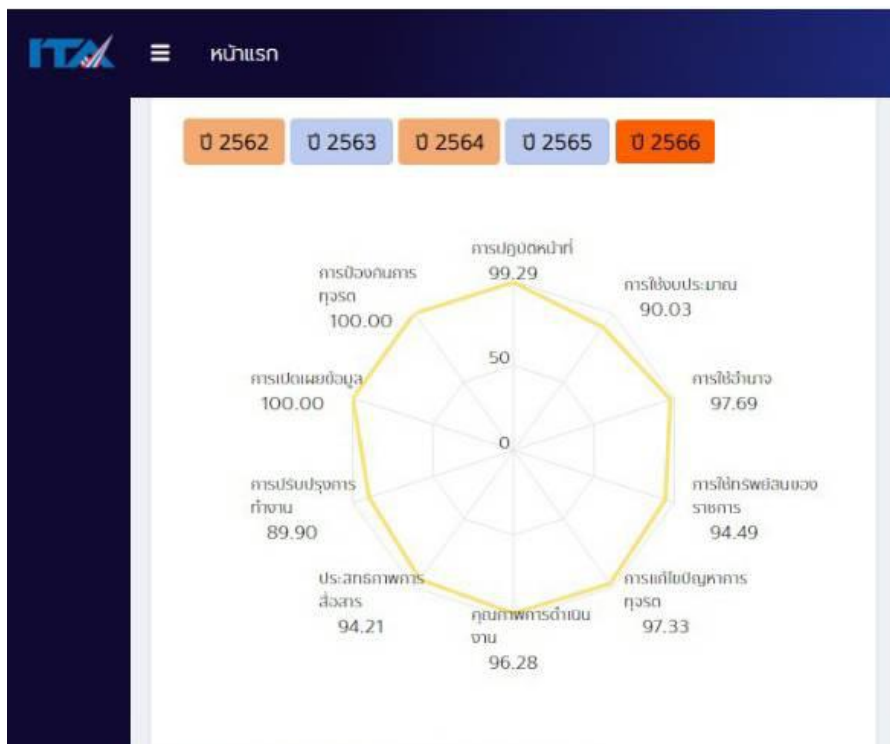 ITA
หน้าแรก
ปี 2562
ปี 2563
ปี 2564
ปี 2565
ปี 2566
การปฏิบัติหน้าที่
99.29
การใช้งบประมาณ
90.03
การใช้อำนาจ
97.69
การใช้ทรัพย์สินของ
ราชการ
94.49
การแก้ไขปัญหาการ
ทุจริต
97.33
คุณภาพการดำเนิน
งาน
96.28
ประสิทธิภาพการ
สื่อสาร
94.21
การปรับปรุงการ
ทำงาน
89.90
การเปิดเผยข้อมูล
100.00
การป้องกันการ
ทุจริต
100.00
50
0